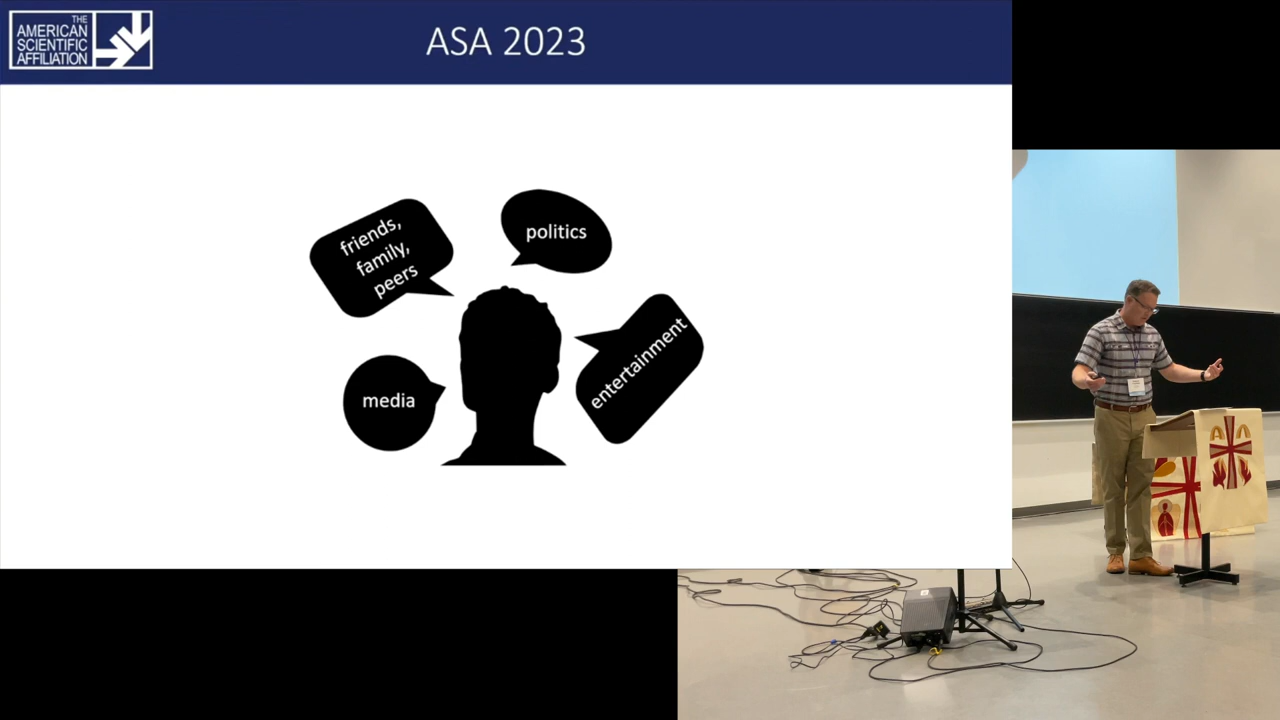 THE
AMERICAN
SCIENTIFIC
AFFILIATION
ASA 2023
friends,
family,
peers
politics
entertainment
media